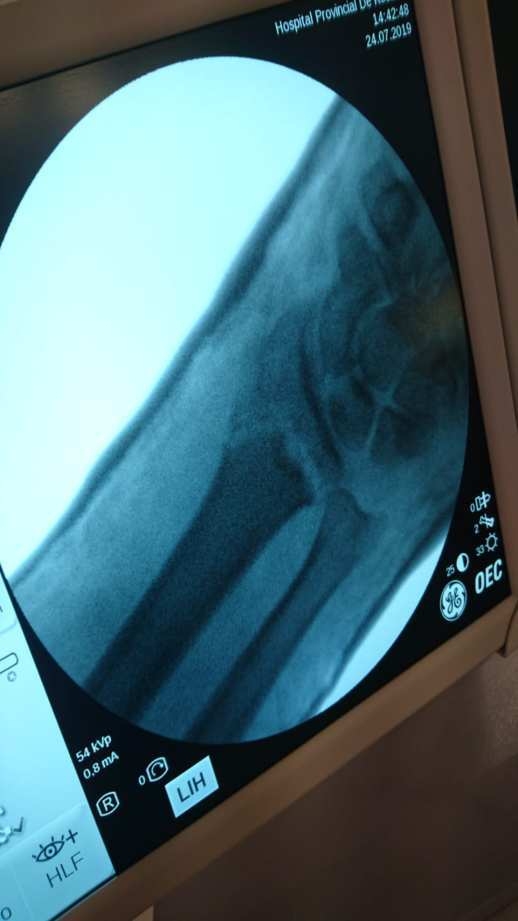 Hospital Provincial De
14:42:48
24.07.2019
0
2
33
25
GE
OEC
54 kVp
0.8 mA
0
R
LIH
+
HLF